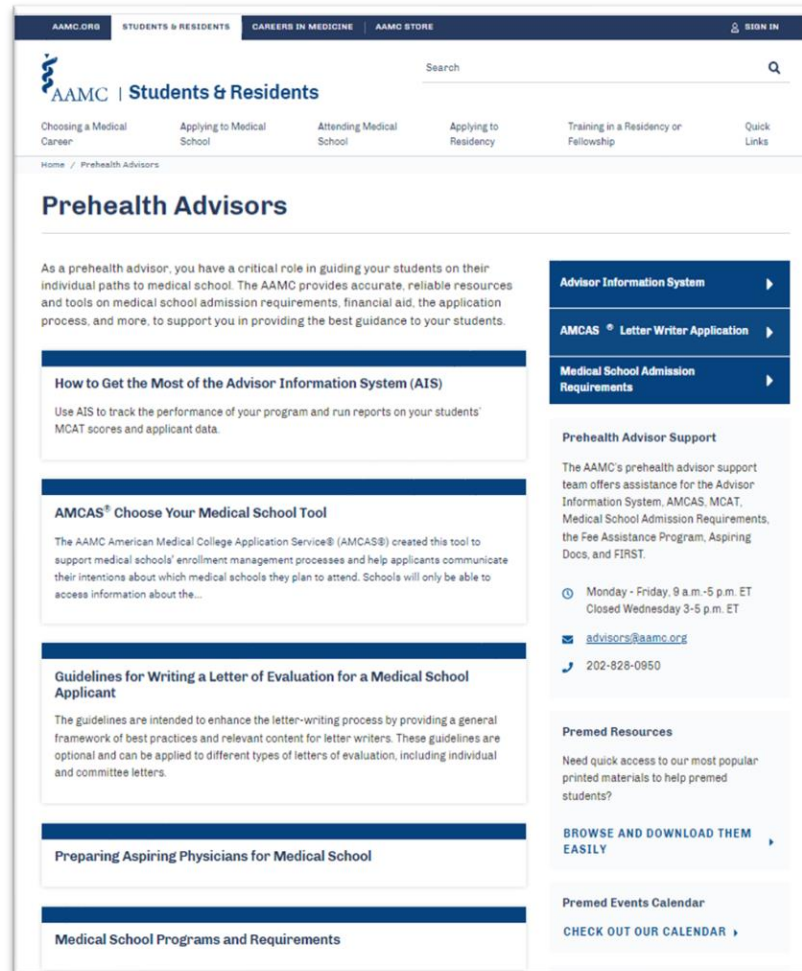 AAMC.ORG
STUDENTS & RESIDENTS
CAREERS IN MEDICINE
AAMC STORE
SIGN IN
AAMC | Students & Residents
Search
Choosing a Medical
Career
Applying to Medical
School
Attending Medical
School
Applying to
Residency
Training in a Residency or
Fellowship
Quick
Links
Home / Prehealth Advisors
Prehealth Advisors
As a prehealth advisor, you have a critical role in guiding your students on their
individual paths to medical school. The AAMC provides accurate, reliable resources
and tools on medical school admission requirements, financial aid, the application
process, and more, to support you in providing the best guidance to your students.
How to Get the Most of the Advisor Information System (AIS)
Use AIS to track the performance of your program and run reports on your students'
MCAT scores and applicant data.
AMCAS® Choose Your Medical School Tool
The AAMC American Medical College Application Service® (AMCAS®) created this tool to
support medical schools' enrollment management processes and help applicants communicate
their intentions about which medical schools they plan to attend. Schools will only be able to
access information about the...
Guidelines for Writing a Letter of Evaluation for a Medical School
Applicant
The guidelines are intended to enhance the letter-writing process by providing a general
framework of best practices and relevant content for letter writers. These guidelines are
optional and can be applied to different types of letters of evaluation, including individual
and committee letters.
Preparing Aspiring Physicians for Medical School
Medical School Programs and Requirements
Advisor Information System
AMCAS ® Letter Writer Application
Medical School Admission
Requirements
Prehealth Advisor Support
The AAMC's prehealth advisor support
team offers assistance for the Advisor
Information System, AMCAS, MCAT,
Medical School Admission Requirements,
the Fee Assistance Program, Aspiring
Docs, and FIRST.
Monday - Friday, 9 a.m.-5 p.m. ET
Closed Wednesday 3-5 p.m. ET
advisors@aamc.org
202-828-0950
Premed Resources
Need quick access to our most popular
printed materials to help premed
students?
BROWSE AND DOWNLOAD THEM
EASILY
Premed Events Calendar
CHECK OUT OUR CALENDAR